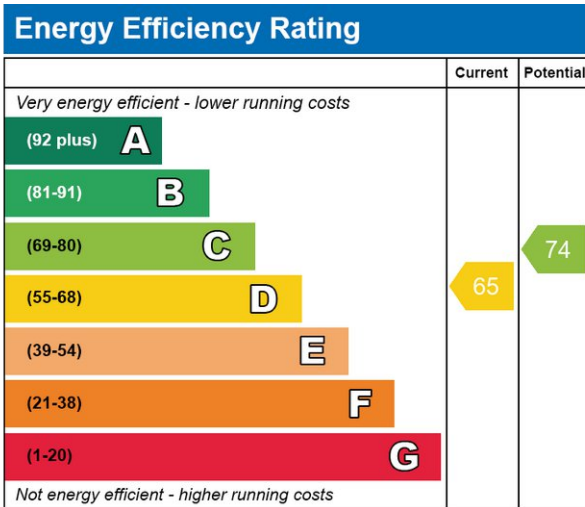 Energy Efficiency Rating
Current Potential
Very energy efficient - lower running costs
(92 plus) A
(81-91) B
(69-80) C
74
(55-68) D
65
(39-54) E
(21-38) F
(1-20) G
Not energy efficient - higher running costs